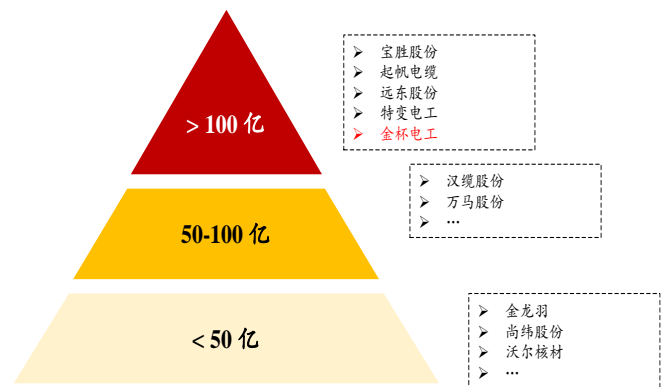 > 100 亿
➢ 宝胜股份
➢ 起帆电缆
➢ 远东股份
➢ 特变电工
➢ 金杯电工
50-100 亿
➢ 汉缆股份
➢ 万马股份
➢ …
< 50 亿
➢ 金龙羽
➢ 尚纬股份
➢ 沃尔核材
➢ …